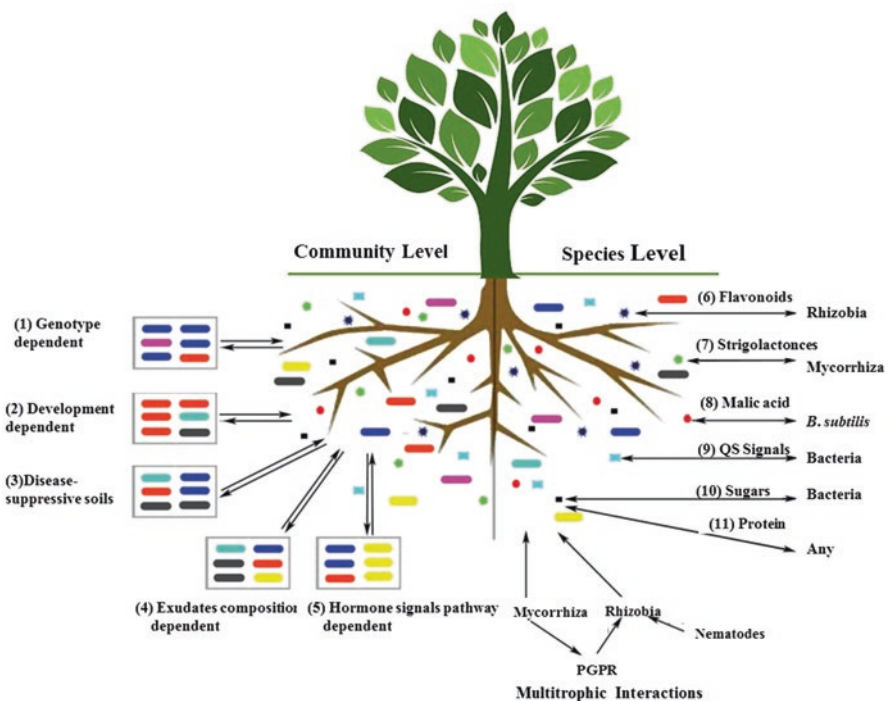 Community Level
Species Level
(1) Genotype
dependent
(2) Development
dependent
(3)Disease-
suppressive soils
(4) Exudates composition
dependent
(5) Hormone signals pathway
dependent
(6) Flavonoids
Rhizobia
(7) Strigolactonces
Mycorrhiza
(8) Malic acid
B. subtilis
(9) QS Signals
Bacteria
(10) Sugars
Bacteria
(11) Protein
Any
Mycorrhiza
Rhizobia
Nematodes
PGPR
Multitrophic Interactions